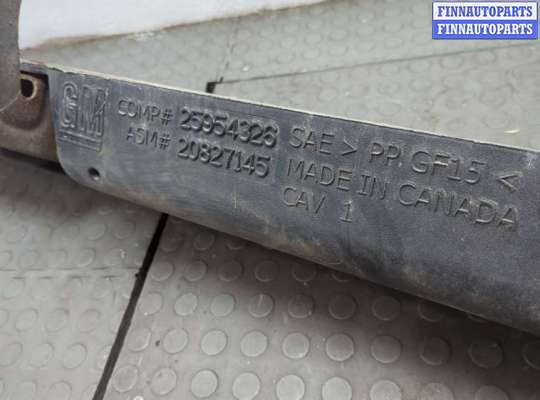 FINNAUTOPARTS
FINNAUTOPARTS
GM
COMP# 25954326
ASM# 20827145
SAE > PP GF15 <
MADE IN CANADA
CAV 1